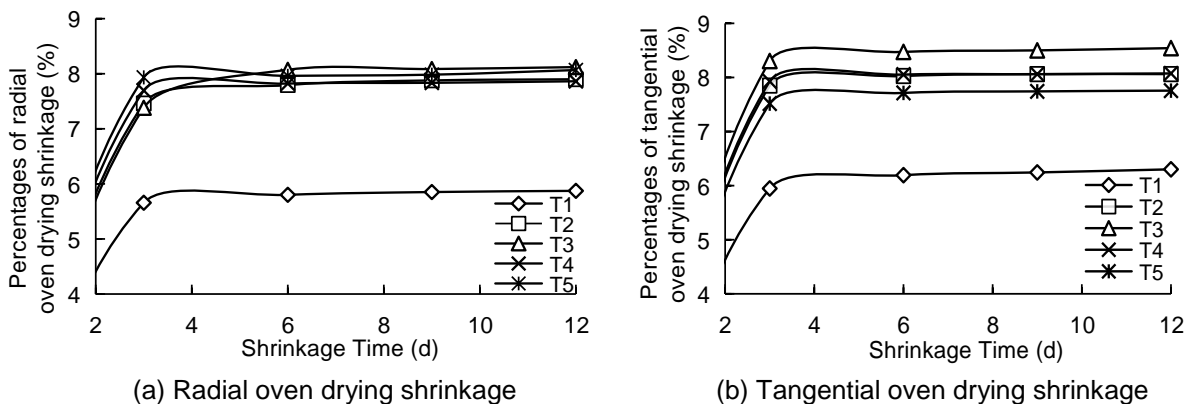 Percentages of radial
oven drying shrinkage (%)
9
8
7
6
5
4
2
4
6
8
10
12
Shrinkage Time (d)
T1
T2
T3
T4
T5
(a) Radial oven drying shrinkage
Percentages of tangential
oven drying shrinkage (%)
9
8
7
6
5
4
2
4
6
8
10
12
Shrinkage Time (d)
T1
T2
T3
T4
T5
(b) Tangential oven drying shrinkage